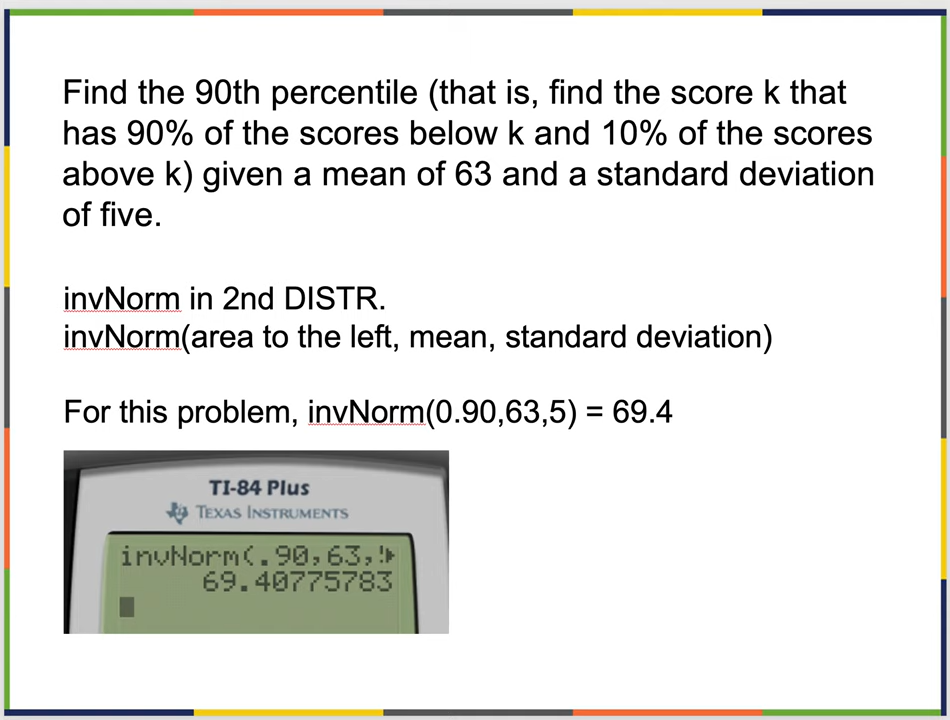 Find the 90th percentile (that is, find the score k that
has 90% of the scores below k and 10% of the scores
above k) given a mean of 63 and a standard deviation
of five.
invNorm in 2nd DISTR.
invNorm(area to the left, mean, standard deviation)
For this problem, invNorm(0.90,63,5) = 69.4
TI-84 Plus
TEXAS INSTRUMENTS
invNorm(.90,63,
69.40775783